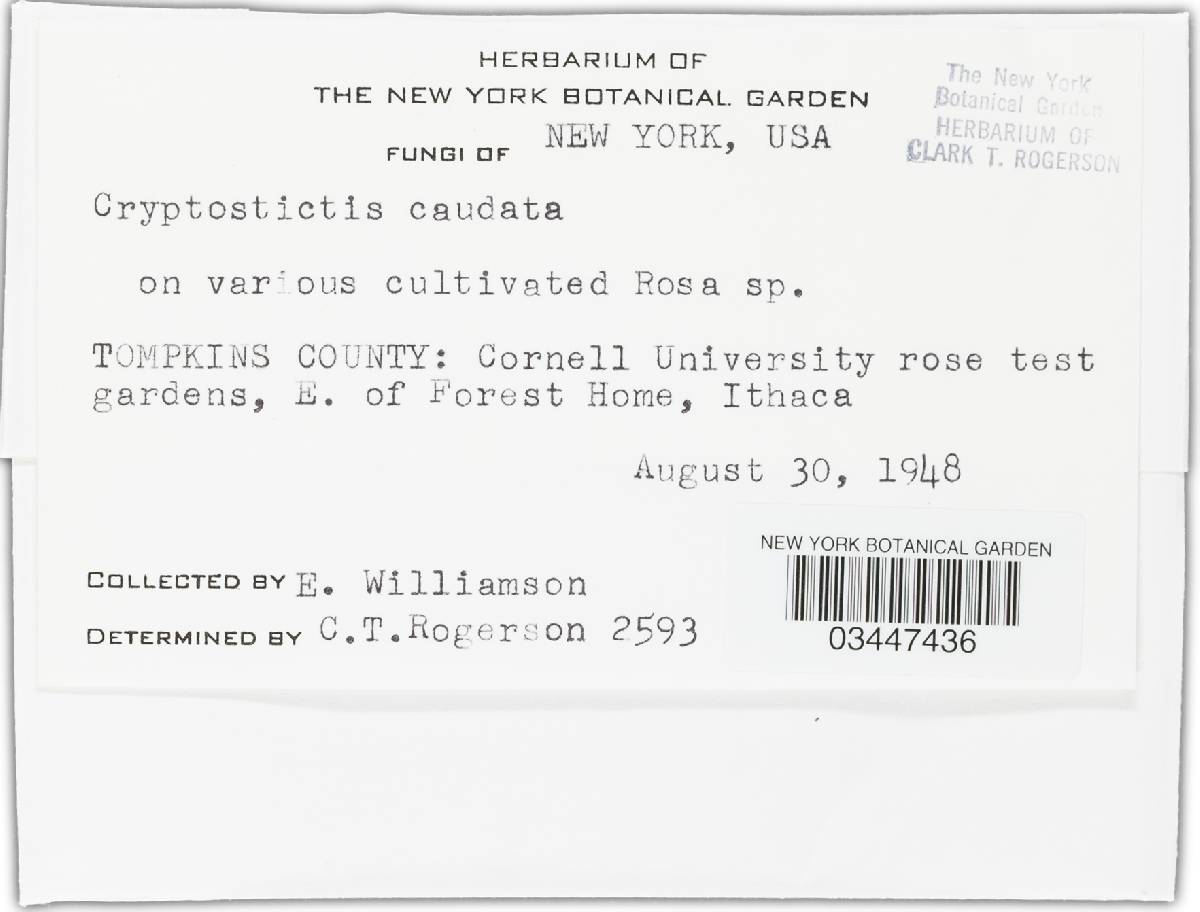 HERBARIUM OF
THE NEW YORK BOTANICAL GARDEN
FUNGI OF NEW YORK, USA
The New York
Botanical Garden
HERBARIUM OF
CLARK T. ROGERSON
Cryptostictis caudata
on various cultivated Rosa sp.
TOMPKINS COUNTY: Cornell University rose test
gardens, E. of Forest Home, Ithaca
August 30, 1948
NEW YORK BOTANICAL GARDEN
03447436
COLLECTED BY E. Williamson
DETERMINED BY C.T.Rogerson 2593